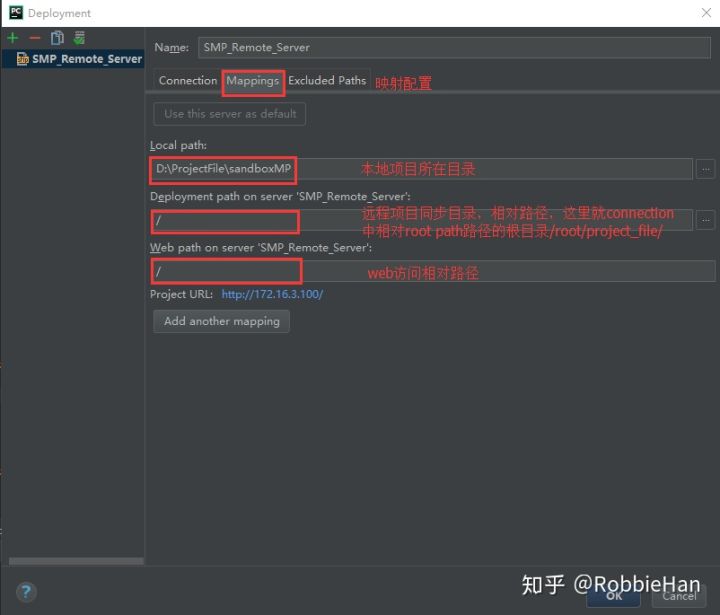 PC Deployment
SMP_Remote_Server
Name: SMP_Remote_Server
Connection Mappings Excluded Paths 映射配置
Use this server as default
Local path:
D:\ProjectFile\sandboxMP ... 本地项目所在目录
Deployment path on server 'SMP_Remote_Server':
/ ... 远程项目同步目录，相对路径，这里就connection
中相对root path路径的根目录/root/project_file/
Web path on server 'SMP_Remote_Server':
/ web访问相对路径
Project URL: http://172.16.3.100/
Add another mapping
?
知乎 @RobbieHan
OK Cancel